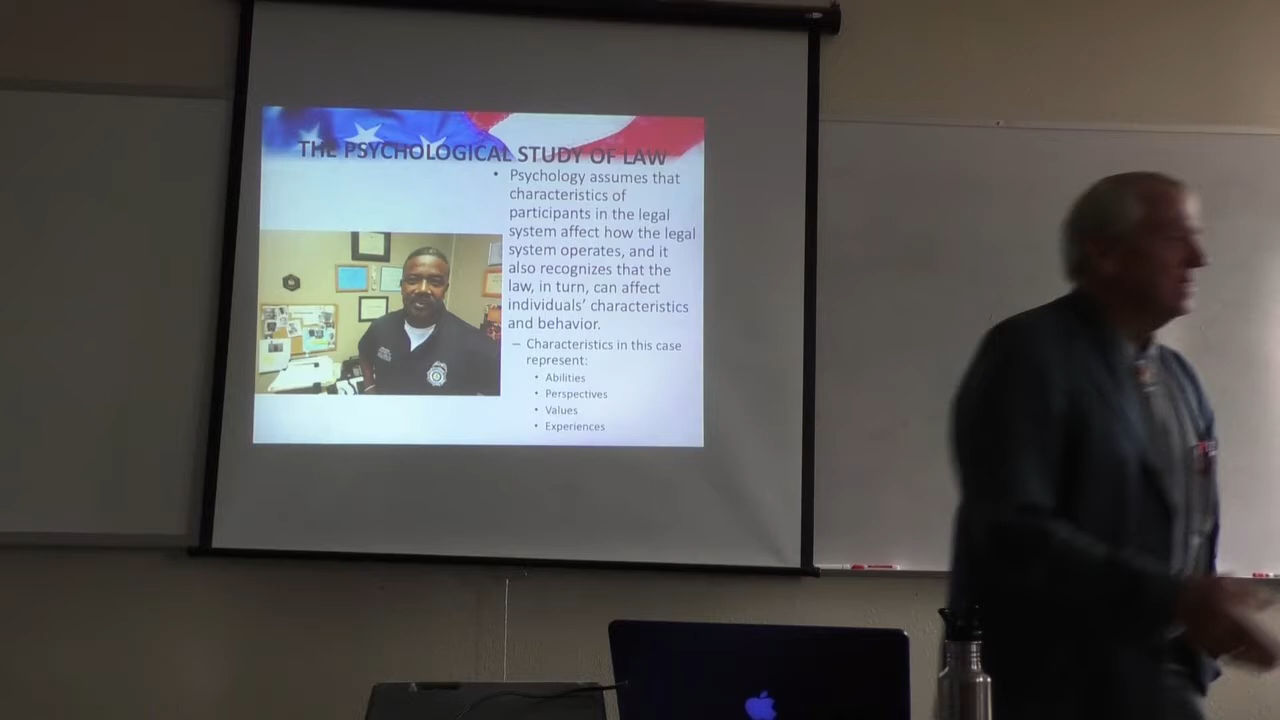 THE PSYCHOLOGICAL STUDY OF LAW
• Psychology assumes that
characteristics of
participants in the legal
system affect how the legal
system operates, and it
also recognizes that the
law, in turn, can affect
individuals’ characteristics
and behavior.
– Characteristics in this case
represent:
• Abilities
• Perspectives
• Values
• Experiences